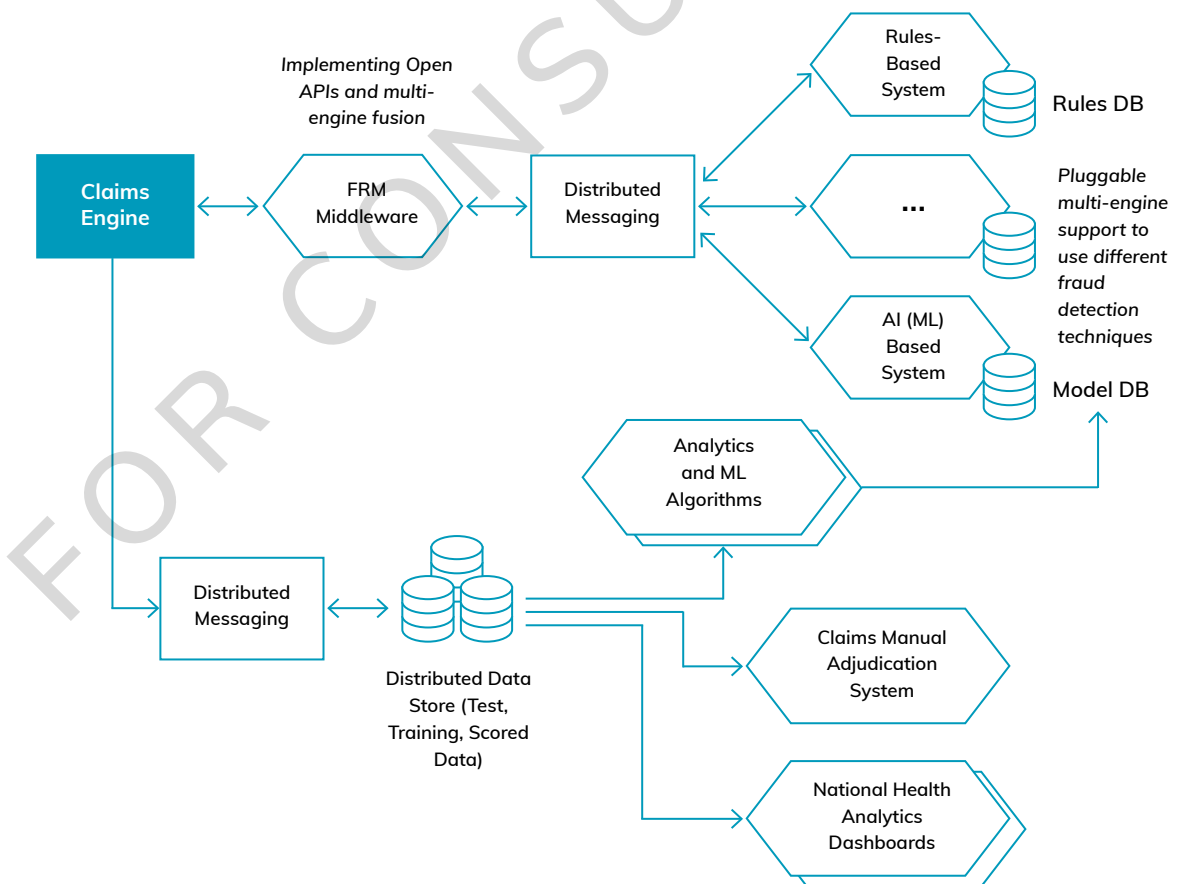 Implementing Open
APIs and multi-
engine fusion
Claims
Engine
FRM
Middleware
Distributed
Messaging
Rules-
Based
System
Rules DB
...
Pluggable
multi-engine
support to
use different
fraud
detection
techniques
AI (ML)
Based
System
Model DB
Analytics
and ML
Algorithms
Distributed
Messaging
Distributed Data
Store (Test,
Training, Scored
Data)
Claims Manual
Adjudication
System
National Health
Analytics
Dashboards
FOR CONSU